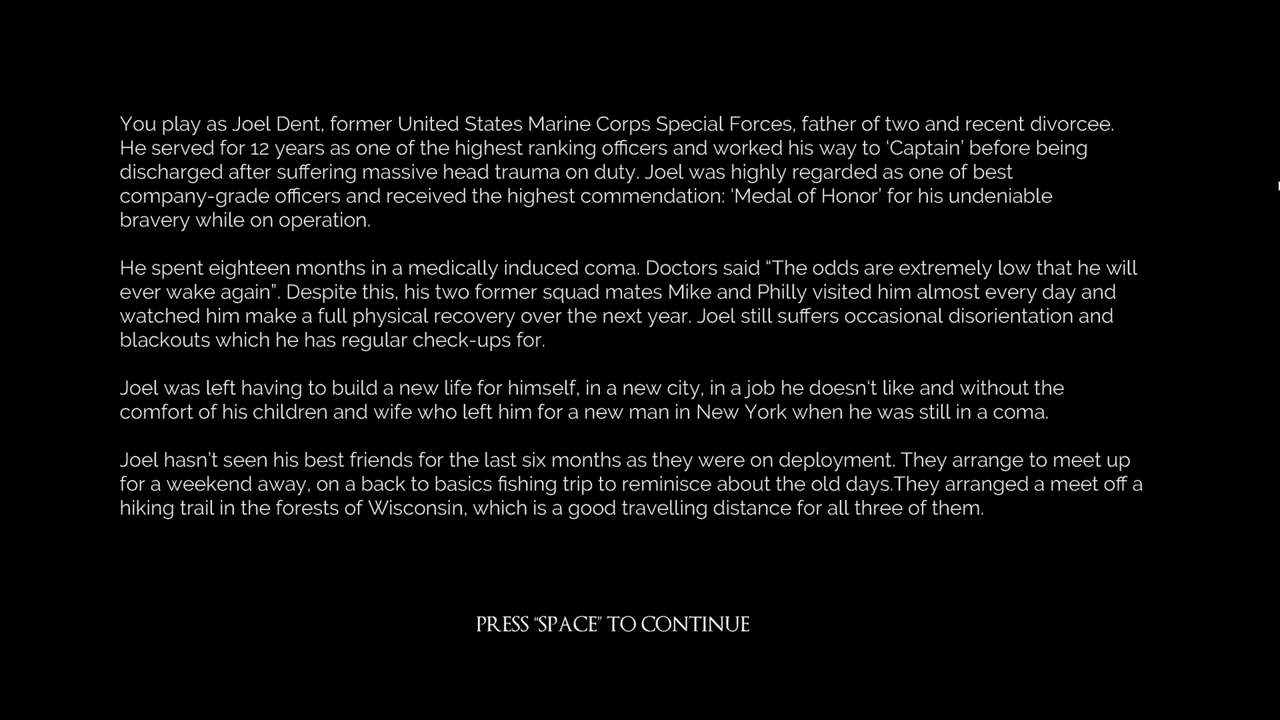 You play as Joel Dent, former United States Marine Corps Special Forces, father of two and recent divorcee.
He served for 12 years as one of the highest ranking officers and worked his way to ‘Captain’ before being
discharged after suffering massive head trauma on duty. Joel was highly regarded as one of best
company-grade officers and received the highest commendation: ‘Medal of Honor’ for his undeniable
bravery while on operation.
He spent eighteen months in a medically induced coma. Doctors said “The odds are extremely low that he will
ever wake again”. Despite this, his two former squad mates Mike and Philly visited him almost every day and
watched him make a full physical recovery over the next year. Joel still suffers occasional disorientation and
blackouts which he has regular check-ups for.
Joel was left having to build a new life for himself, in a new city, in a job he doesn't like and without the
comfort of his children and wife who left him for a new man in New York when he was still in a coma.
Joel hasn’t seen his best friends for the last six months as they were on deployment. They arrange to meet up
for a weekend away, on a back to basics fishing trip to reminisce about the old days.They arranged a meet off a
hiking trail in the forests of Wisconsin, which is a good travelling distance for all three of them.
PRESS “SPACE” TO CONTINUE